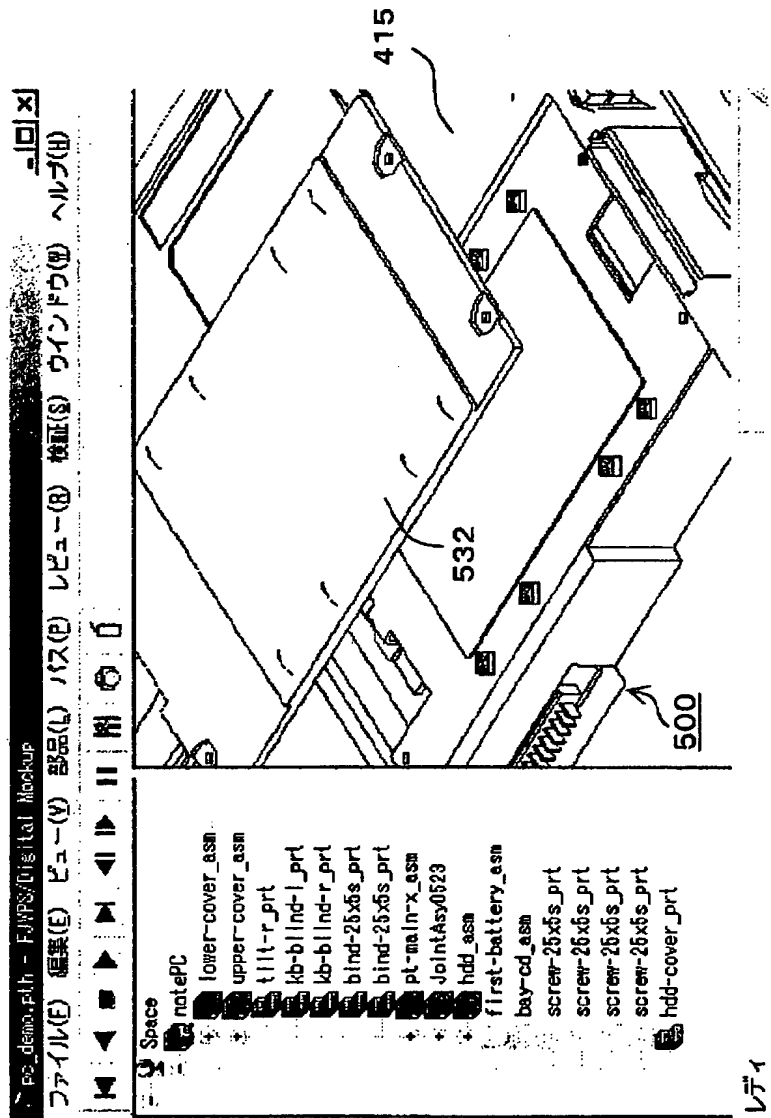 pc_demo.pth - FJVPS/Digital Mockup
ファイル(F) 編集(E) ビュー(V) 部品(L) パス(P) レビュー(R) 検証(S) ウインドウ(W) ヘルプ(H)
Space
notePC
lower-cover_asm
upper-cover_asm
tilt-r_prt
kb-blind-l_prt
kb-blind-r_prt
bind-25x5s_prt
bind-25x5s_prt
pt-main-x_asm
JointAsy0523
hdd_asm
first-battery_asm
bay-cd_asm
screw-25x5s_prt
screw-25x5s_prt
screw-25x5s_prt
screw-25x5s_prt
hdd-cover_prt
415
532
500
レディ